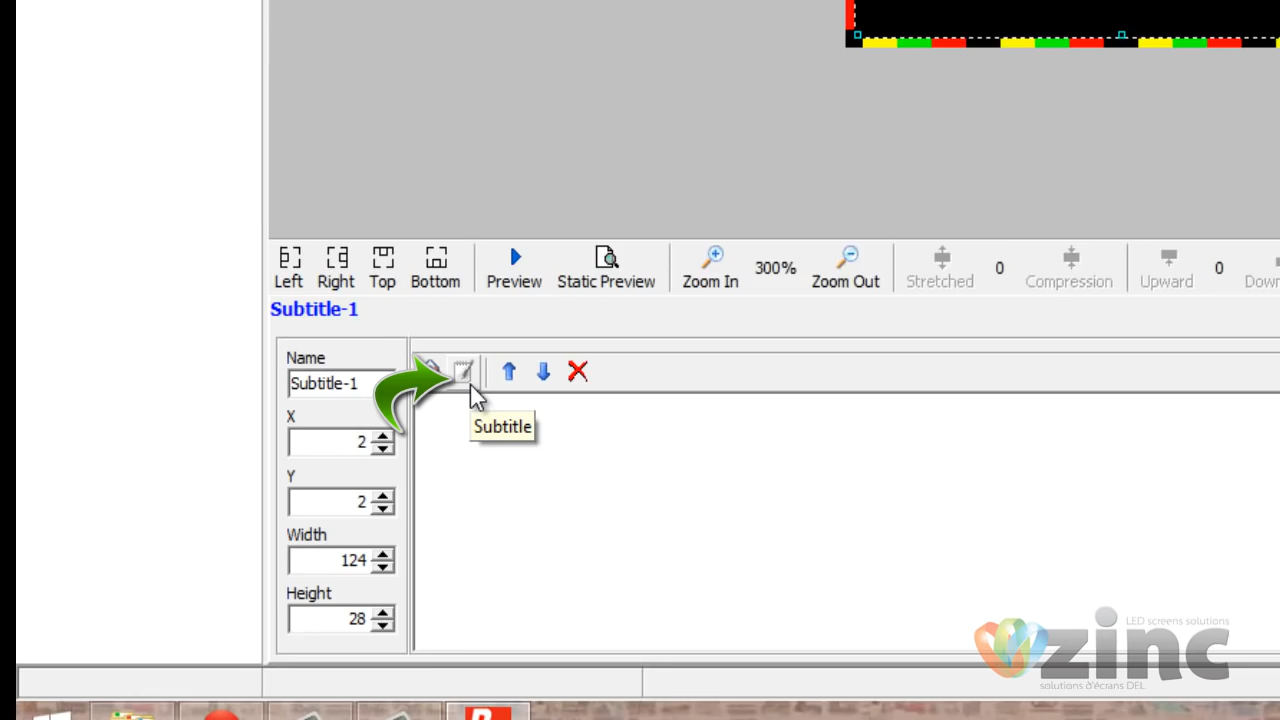 Left Right Top Bottom Preview Static Preview Zoom In 300% Zoom Out Stretched 0 Compression Upward 0 Down
Subtitle-1
Name
Subtitle-1
Subtitle
X
2
Y
2
Width
124
Height
28
LED screens solutions
zinc
solutions d'écrans DEL